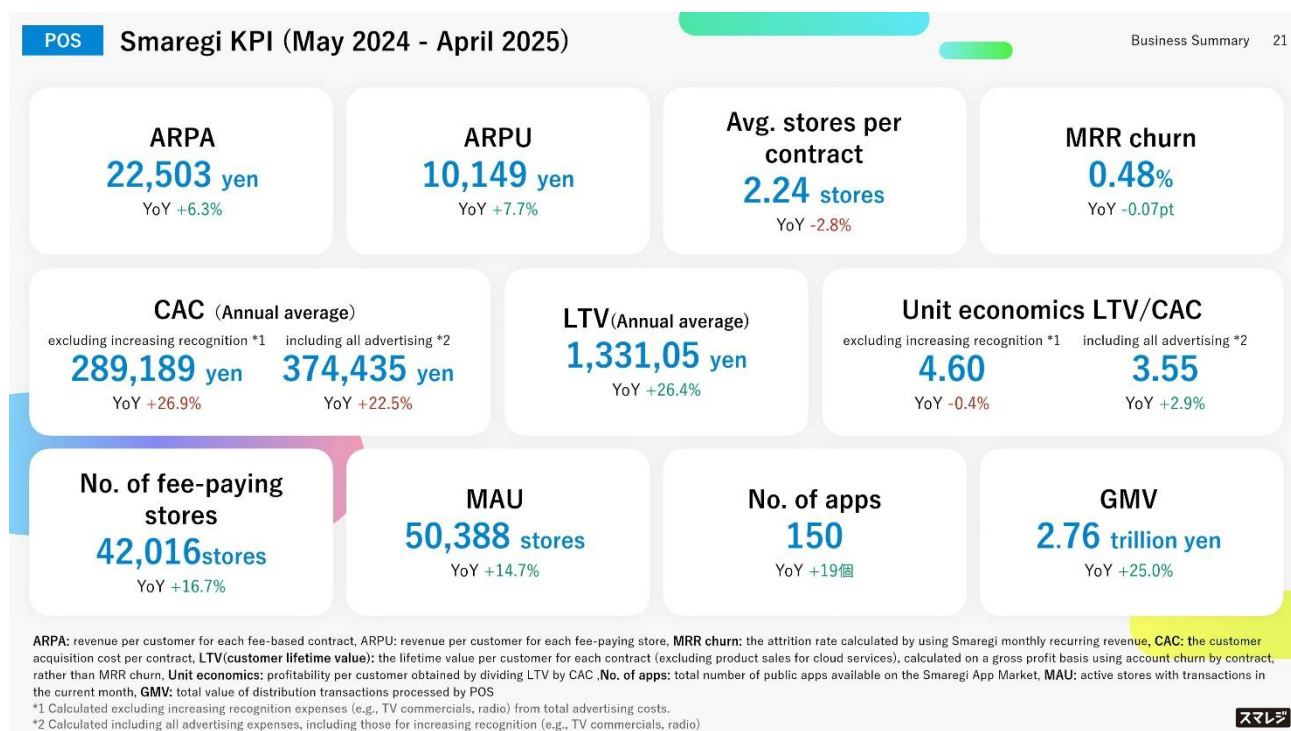 POS Smaregi KPI (May 2024 - April 2025)
Business Summary 21
ARPA
22,503 yen
YoY +6.3%
ARPU
10,149 yen
YoY +7.7%
Avg. stores per
contract
2.24 stores
YoY -2.8%
MRR churn
0.48%
YoY -0.07pt
CAC (Annual average)
excluding increasing recognition *1
289,189 yen
YoY +26.9%
including all advertising *2
374,435 yen
YoY +22.5%
LTV(Annual average)
1,331,05 yen
YoY +26.4%
Unit economics LTV/CAC
excluding increasing recognition *1
4.60
YoY -0.4%
including all advertising *2
3.55
YoY +2.9%
No. of fee-paying
stores
42,016stores
YoY +16.7%
MAU
50,388 stores
YoY +14.7%
No. of apps
150
YoY +19個
GMV
2.76 trillion yen
YoY +25.0%
ARPA: revenue per customer for each fee-based contract, ARPU: revenue per customer for each fee-paying store, MRR churn: the attrition rate calculated by using Smaregi monthly recurring revenue, CAC: the customer
acquisition cost per contract, LTV(customer lifetime value): the lifetime value per customer for each contract (excluding product sales for cloud services), calculated on a gross profit basis using account churn by contract,
rather than MRR churn, Unit economics: profitability per customer obtained by dividing LTV by CAC ,No. of apps: total number of public apps available on the Smaregi App Market, MAU: active stores with transactions in
the current month, GMV: total value of distribution transactions processed by POS
*1 Calculated excluding increasing recognition expenses (e.g., TV commercials, radio) from total advertising costs.
*2 Calculated including all advertising expenses, including those for increasing recognition (e.g., TV commercials, radio)
スマレジ